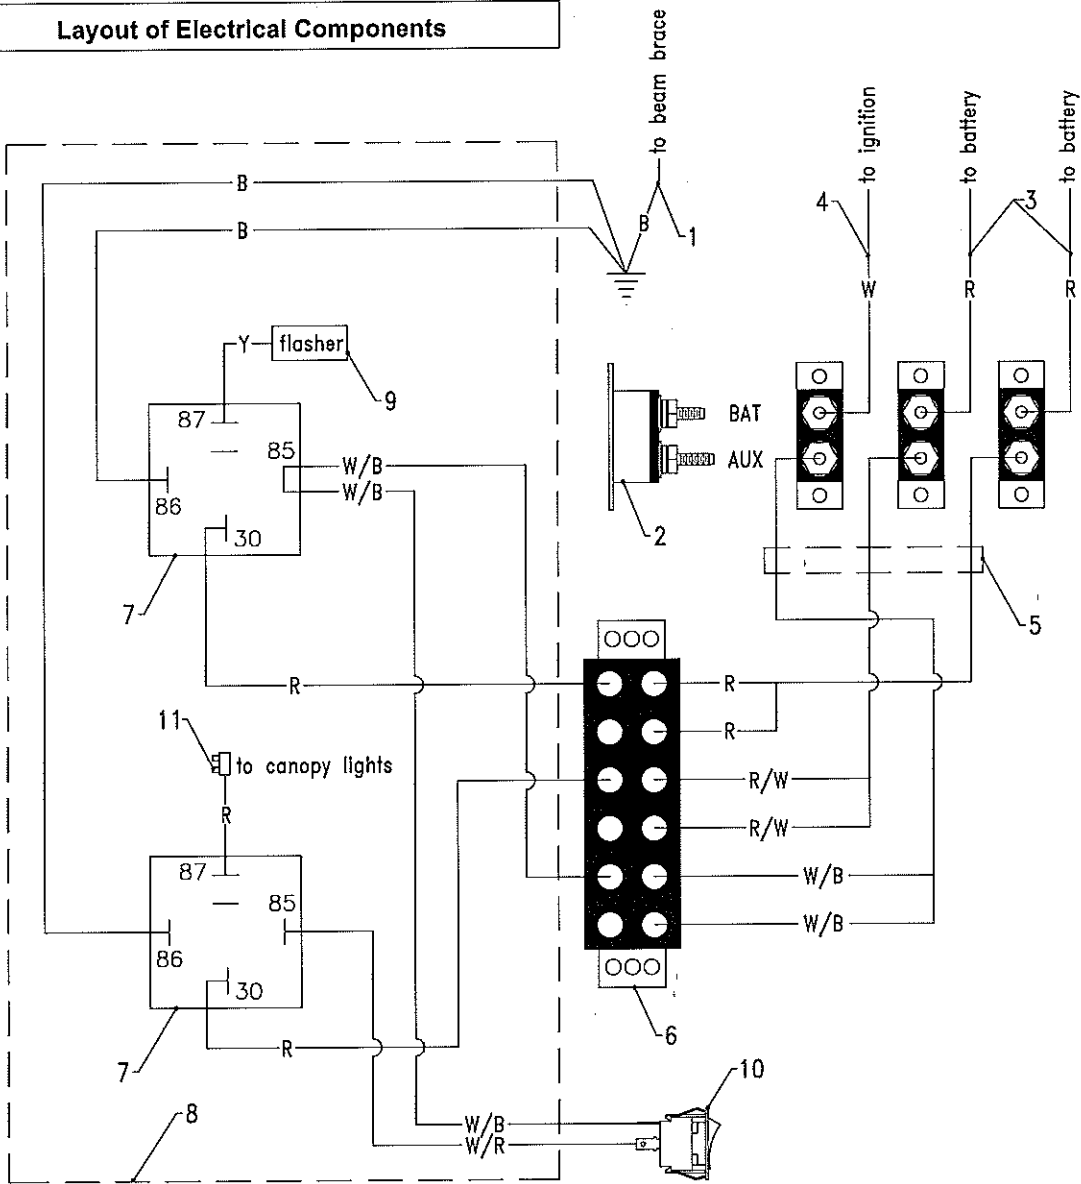 Layout of Electrical Components
to beam brace
to ignition
to battery
to battery
B
B
B
1
4
3
W
R
R
Y
flasher
9
87
85
BAT
AUX
W/B
W/B
86
30
2
7
5
R
R
R
11
to canopy lights
R/W
R
R/W
87
85
W/B
W/B
86
30
R
6
7
10
8
W/B
W/R